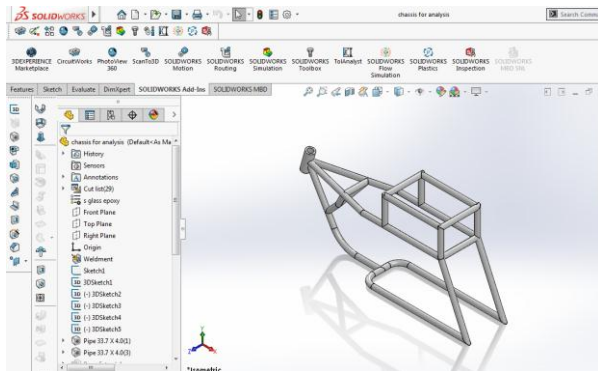 SOLIDWORKS
chassis for analysis
Search Comma
3DEXPERIENCE Marketplace
CircuitWorks
PhotoView 360
ScanTo3D
SOLIDWORKS Motion
SOLIDWORKS Routing
SOLIDWORKS Simulation
SOLIDWORKS Toolbox
TolAnalyst
SOLIDWORKS Flow Simulation
SOLIDWORKS Plastics
SOLIDWORKS Inspection
SOLIDWORKS MBD SNL
Features Sketch Evaluate DimXpert SOLIDWORKS Add-Ins SOLIDWORKS MBD
chassis for analysis (Default<As Ma
History
Sensors
Annotations
Cut list(29)
s glass epoxy
Front Plane
Top Plane
Right Plane
Origin
Weldment
Sketch1
3DSketch1
(-) 3DSketch2
(-) 3DSketch3
(-) 3DSketch4
(-) 3DSketch5
Pipe 33.7 X 4.0(1)
Pipe 33.7 X 4.0(3)
*Isometric